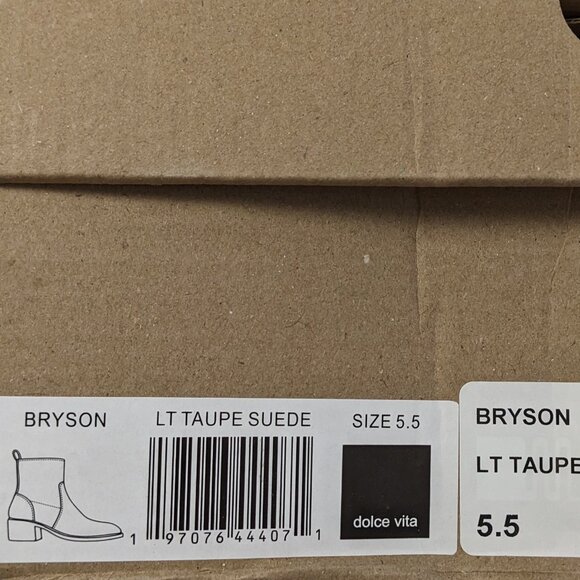 BRYSON
LT TAUPE SUEDE
SIZE 5.5
1 97076 44407 1
dolce vita
BRYSON
LT TAUPE
5.5